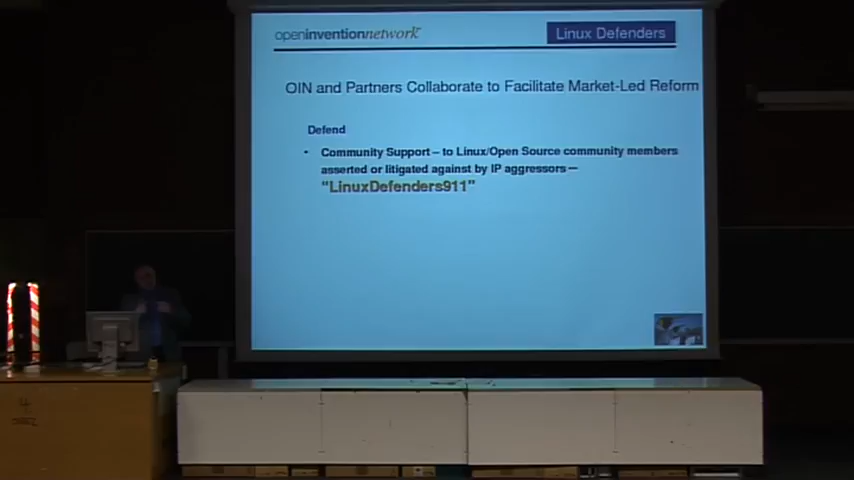 openinventionnetwork
Linux Defenders
OIN and Partners Collaborate to Facilitate Market-Led Reform
Defend
• Community Support – to Linux/Open Source community members
asserted or litigated against by IP aggressors –
"LinuxDefenders911"